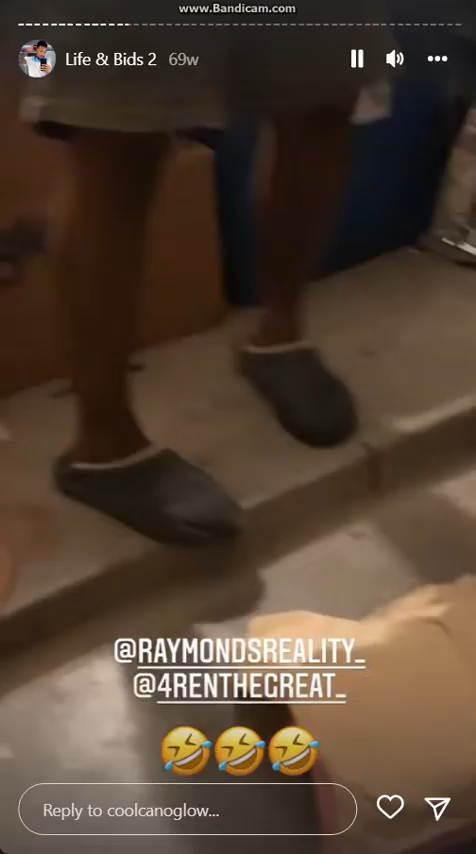 www.Bandicam.com
Life & Bids 2 69w
@RAYMONDSREALITY_
@4RENTHEGREAT_
🤣🤣🤣
Reply to coolcanoglow...